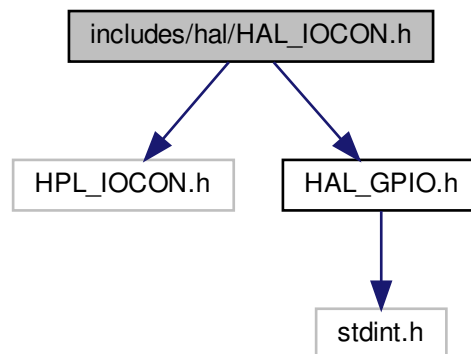 includes/hal/HAL_IOCON.h
HPL_IOCON.h
HAL_GPIO.h
stdint.h